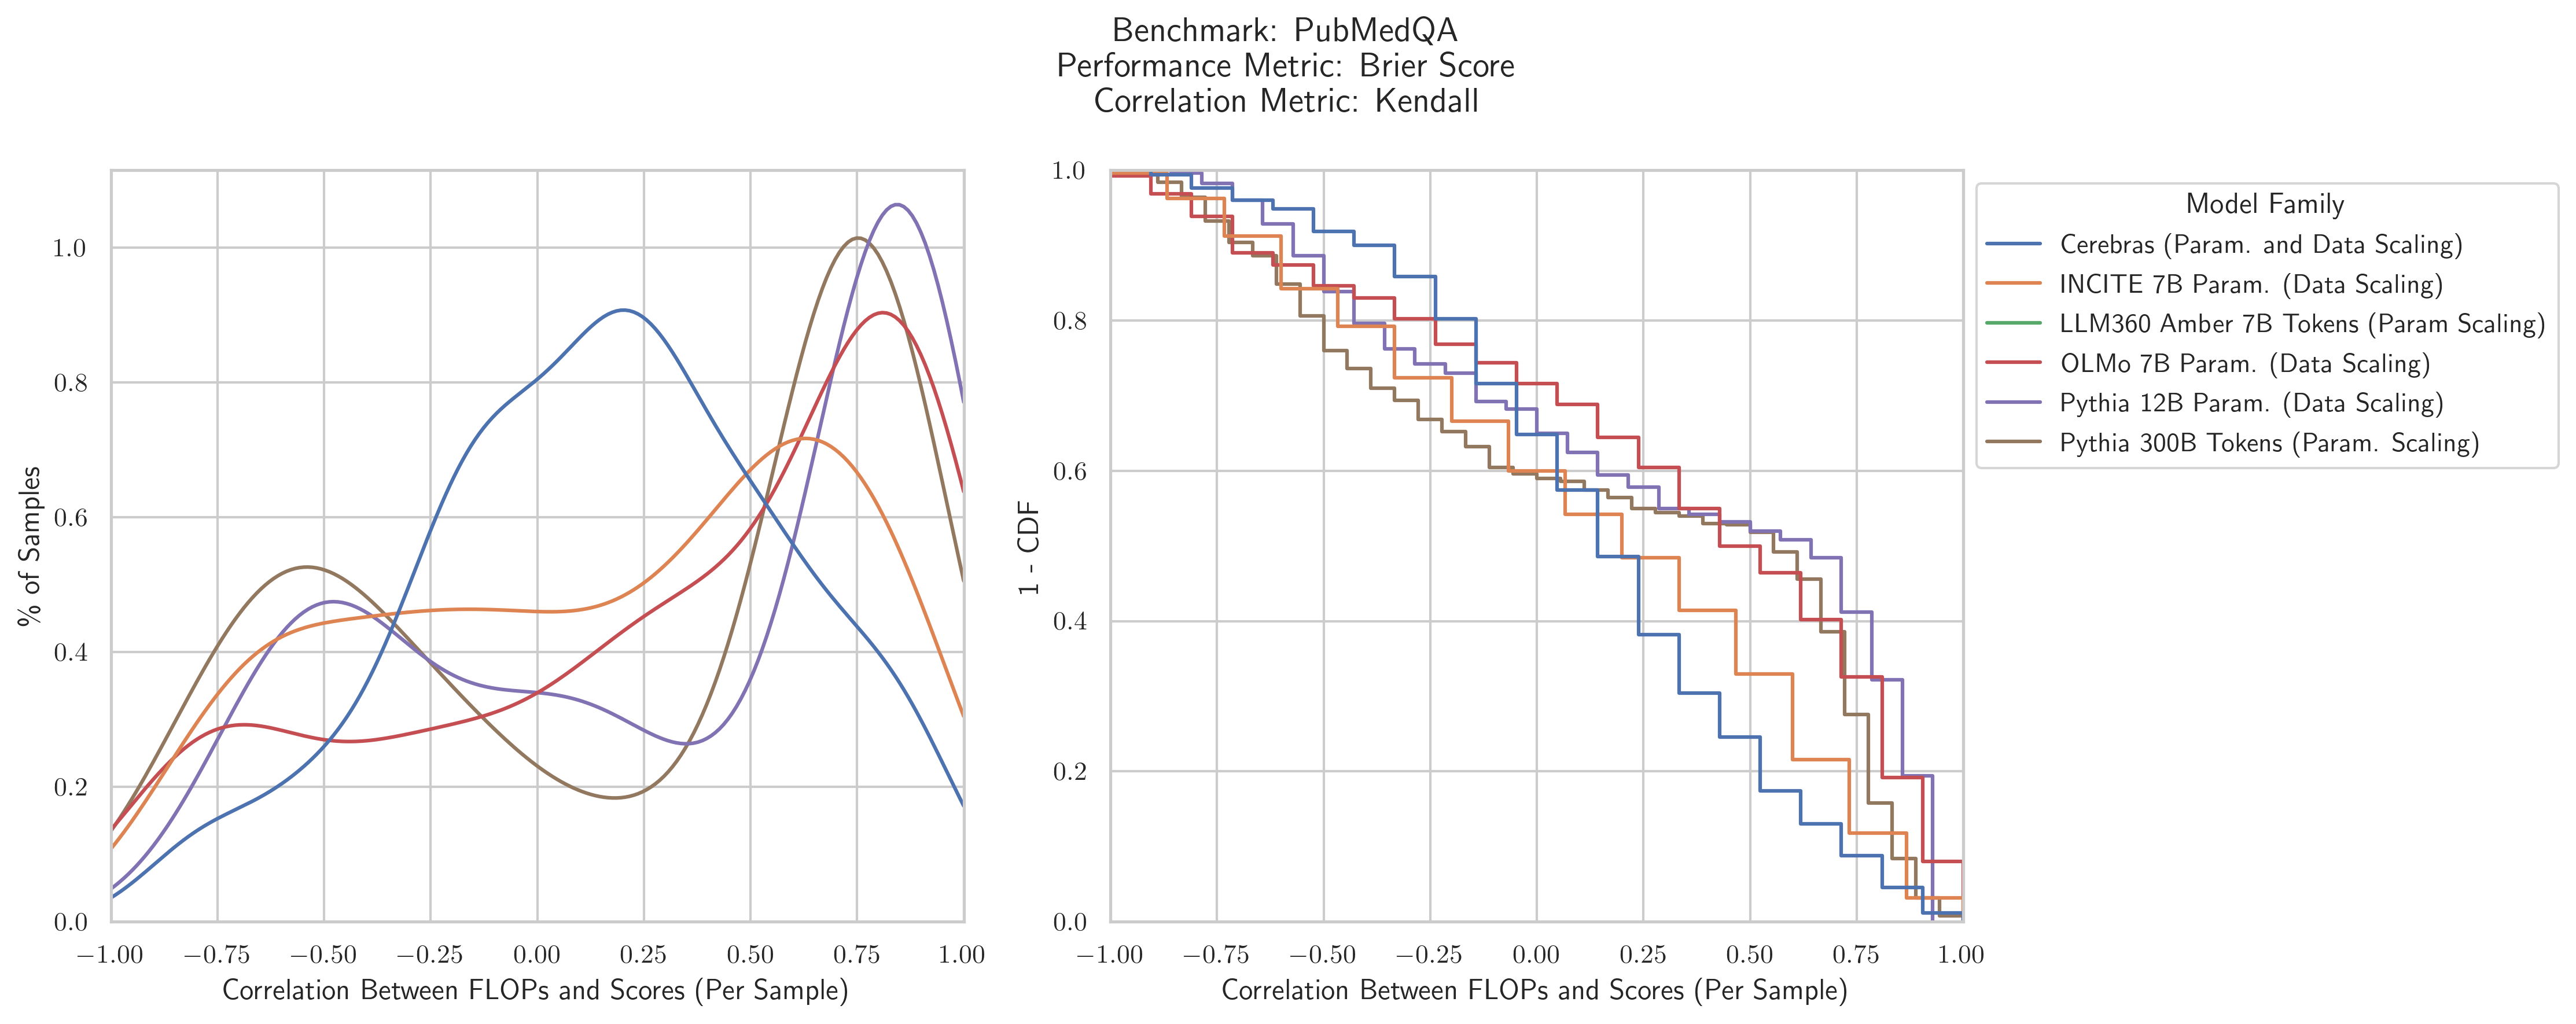 Benchmark: PubMedQA
Performance Metric: Brier Score
Correlation Metric: Kendall
% of Samples
1.0
0.8
0.6
0.4
0.2
0.0
−1.00 −0.75 −0.50 −0.25 0.00 0.25 0.50 0.75 1.00
Correlation Between FLOPs and Scores (Per Sample)
1 - CDF
1.0
0.8
0.6
0.4
0.2
0.0
−1.00 −0.75 −0.50 −0.25 0.00 0.25 0.50 0.75 1.00
Correlation Between FLOPs and Scores (Per Sample)
Model Family
Cerebras (Param. and Data Scaling)
INCITE 7B Param. (Data Scaling)
LLM360 Amber 7B Tokens (Param Scaling)
OLMo 7B Param. (Data Scaling)
Pythia 12B Param. (Data Scaling)
Pythia 300B Tokens (Param. Scaling)